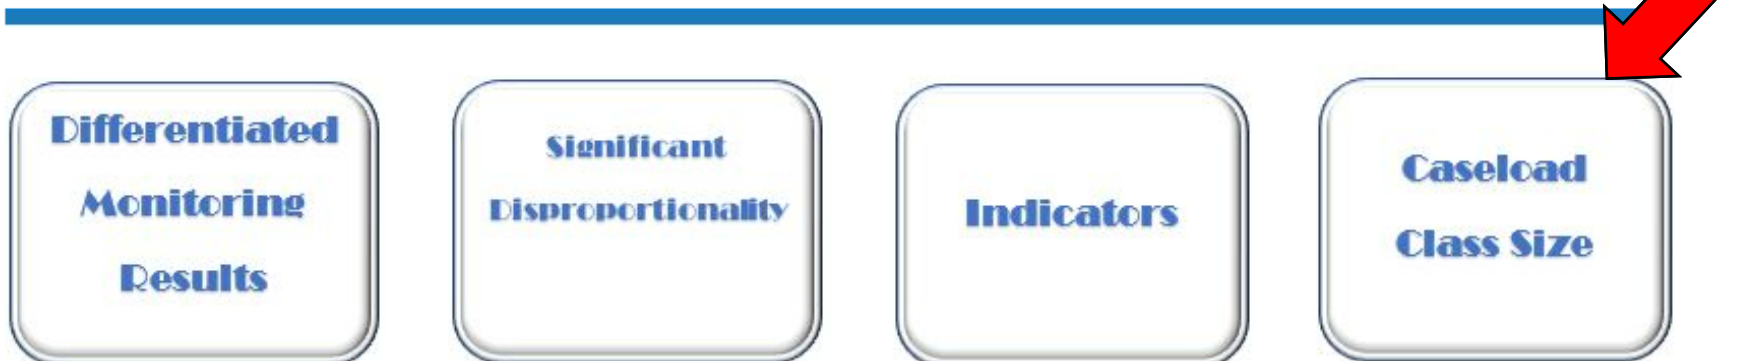 Differentiated
Monitoring
Results
Significant
Disproportionality
Indicators
Caseload
Class Size